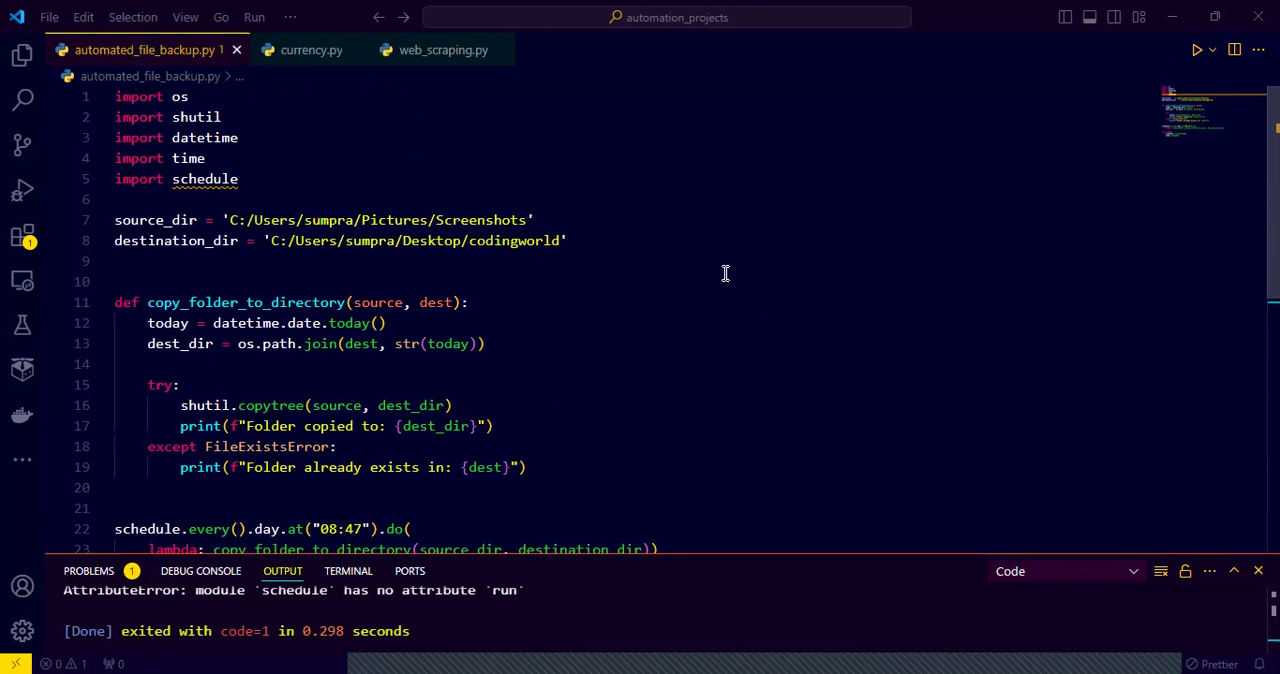 File Edit Selection View Go Run ··· automation_projects
automated_file_backup.py 1 currency.py web_scraping.py
automated_file_backup.py > ...
1 import os
2 import shutil
3 import datetime
4 import time
5 import schedule
6
7 source_dir = 'C:/Users/sumpra/Pictures/Screenshots'
8 destination_dir = 'C:/Users/sumpra/Desktop/codingworld'
9
10
11 def copy_folder_to_directory(source, dest):
12 today = datetime.date.today()
13 dest_dir = os.path.join(dest, str(today))
14
15 try:
16 shutil.copytree(source, dest_dir)
17 print(f"Folder copied to: {dest_dir}")
18 except FileExistsError:
19 print(f"Folder already exists in: {dest}")
20
21
22 schedule.every().day.at("08:47").do(
23 lambda: copy_folder_to_directory(source_dir, destination_dir))
1
PROBLEMS 1 DEBUG CONSOLE OUTPUT TERMINAL PORTS Code
AttributeError: module `schedule` has no attribute `run`
[Done] exited with code=1 in 0.298 seconds
0 1 0 Prettier